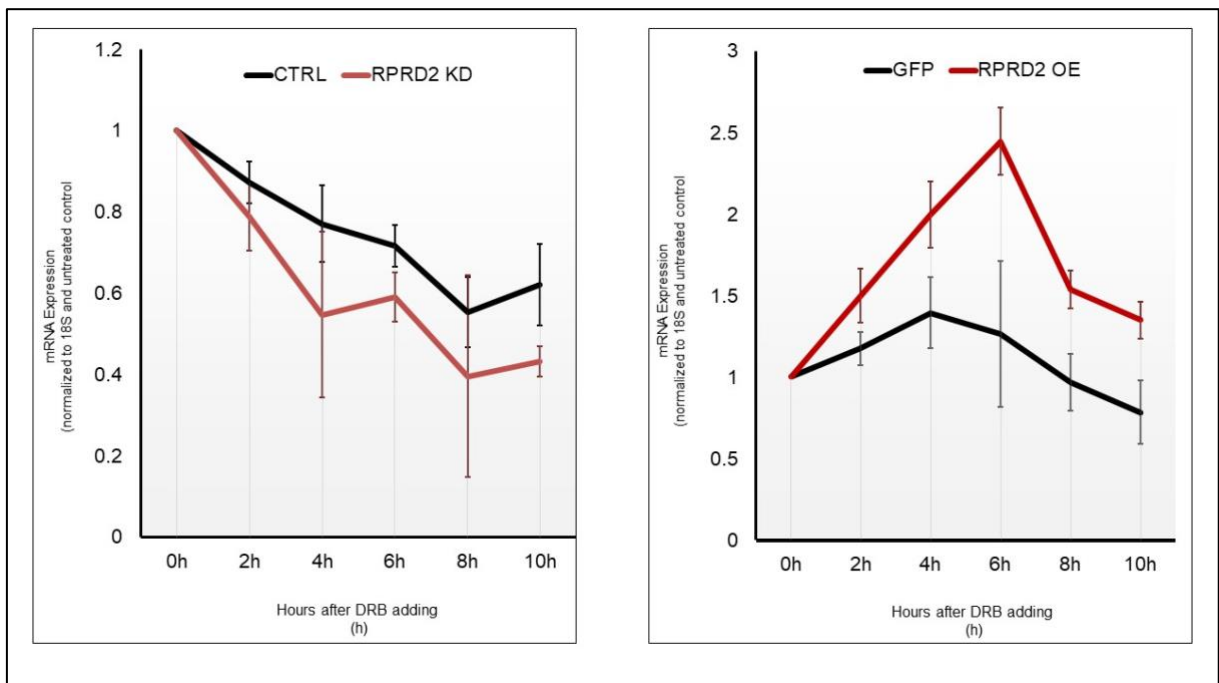 CTRL RPRD2 KD
1.2
1
0.8
0.6
0.4
0.2
0
mRNA Expression
(normalized to 18S and untreated control
0h 2h 4h 6h 8h 10h
Hours after DRB adding
(h)
GFP RPRD2 OE
3
2.5
2
1.5
1
0.5
0
mRNA Expression
(normalized to 18S and untreated control
0h 2h 4h 6h 8h 10h
Hours after DRB adding
(h)